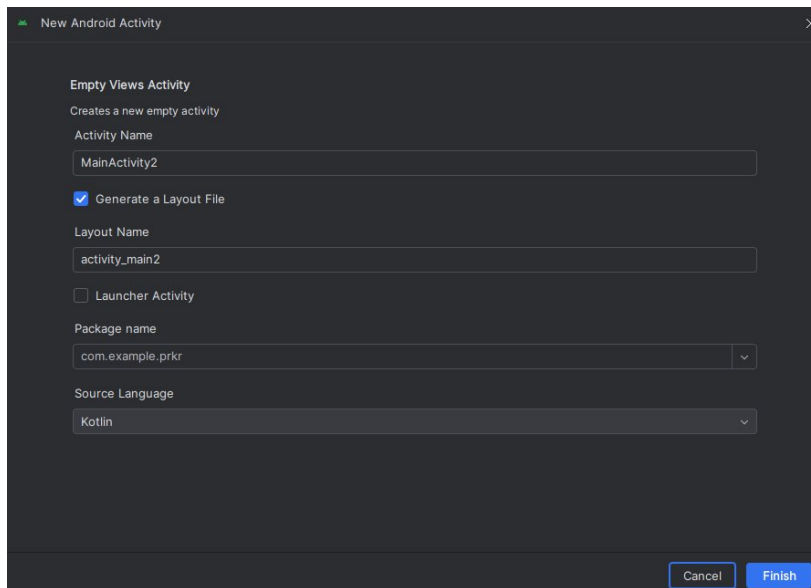 New Android Activity
Empty Views Activity
Creates a new empty activity
Activity Name
MainActivity2
Generate a Layout File
Layout Name
activity_main2
Launcher Activity
Package name
com.example.prkr
Source Language
Kotlin
Cancel Finish